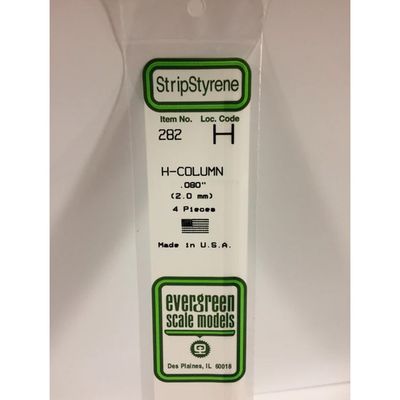 StripStyrene
Item No. Loc. Code
282 H
H-COLUMN
.080"
(2.0 mm)
4 Pieces
Made in U.S.A.
evergreen
scale models
Des Plaines, IL 60018